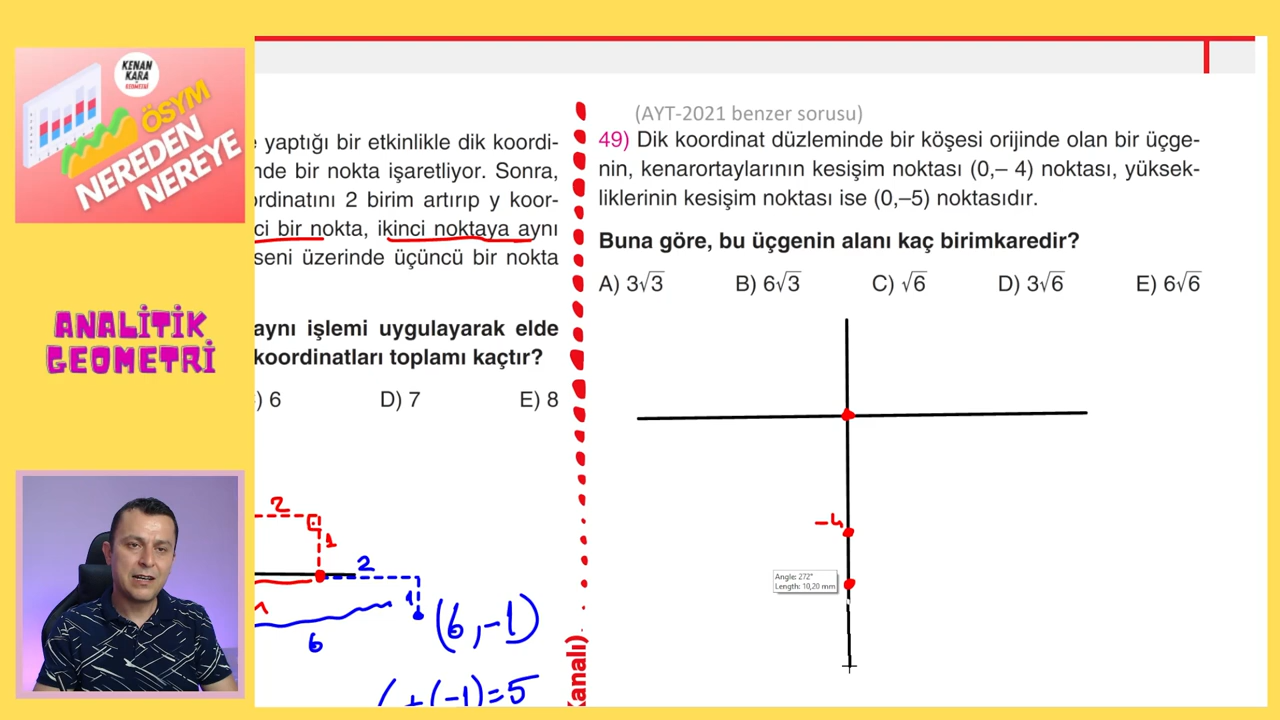 KENAN
KARA
GEOMETRİ
ÖSYM
NEREDEN
NEREYE
ANALİTİK
GEOMETRİ
yaptığı bir etkinlikle dik koordi-
nde bir nokta işaretliyor. Sonra,
ordinatını 2 birim artırıp y koor-
ci bir nokta, ikinci noktaya aynı
seni üzerinde üçüncü bir nokta
aynı işlemi uygulayarak elde
koordinatları toplamı kaçtır?
) 6 D) 7 E) 8
2
1
2
1
6
(6,-1)
+(-1)=5
kanalı)
(AYT-2021 benzer sorusu)
49) Dik koordinat düzleminde bir köşesi orijinde olan bir üçge-
nin, kenarortaylarının kesişim noktası (0,– 4) noktası, yüksek-
liklerinin kesişim noktası ise (0,–5) noktasıdır.
Buna göre, bu üçgenin alanı kaç birimkaredir?
A) 3√3 B) 6√3 C) √6 D) 3√6 E) 6√6
-4
Angle: 272°
Length: 10,20 mm